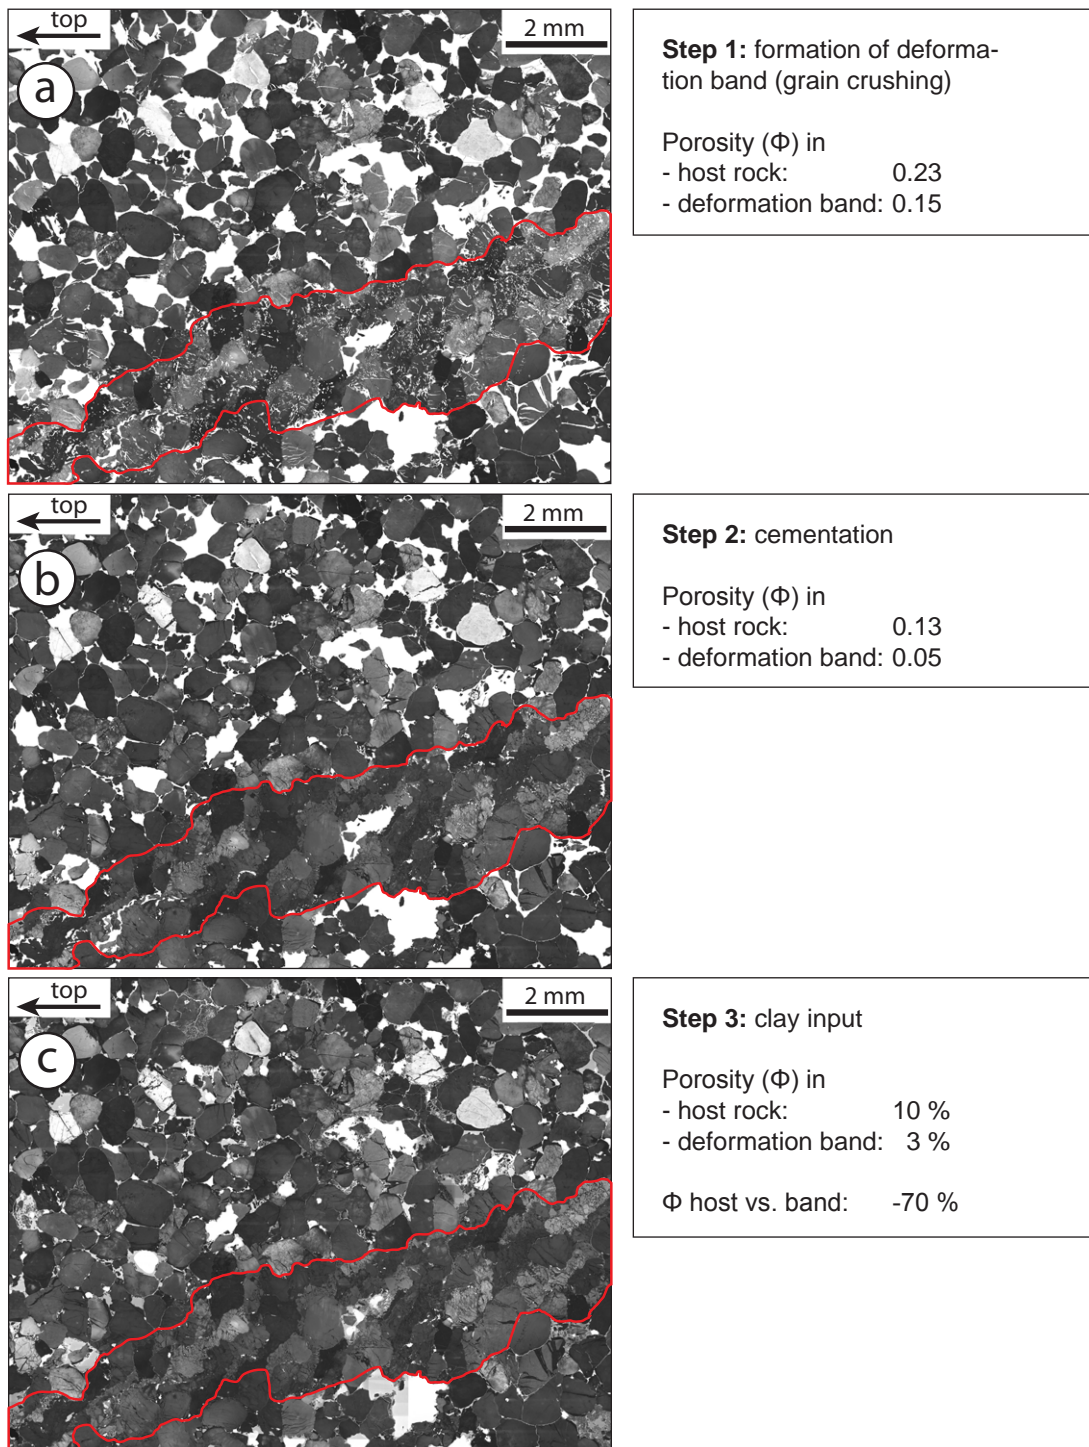 top
2 mm
a
Step 1: formation of deforma-
tion band (grain crushing)
Porosity (Φ) in
- host rock: 0.23
- deformation band: 0.15
top
2 mm
b
Step 2: cementation
Porosity (Φ) in
- host rock: 0.13
- deformation band: 0.05
top
2 mm
c
Step 3: clay input
Porosity (Φ) in
- host rock: 10 %
- deformation band: 3 %
Φ host vs. band: -70 %